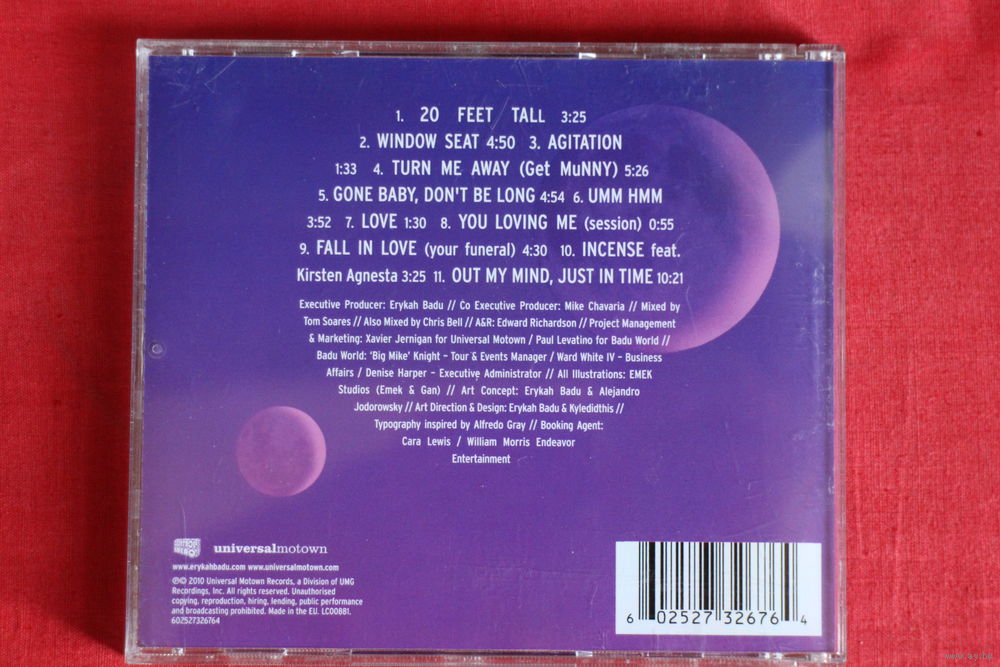 1. 20 FEET TALL 3:25
2. WINDOW SEAT 4:50 3. AGITATION
1:33 4. TURN ME AWAY (Get MuNNY) 5:26
5. GONE BABY, DON'T BE LONG 4:54 6. UMM HMM
3:52 7. LOVE 1:30 8. YOU LOVING ME (session) 0:55
9. FALL IN LOVE (your funeral) 4:30 10. INCENSE feat.
Kirsten Agnesta 3:25 11. OUT MY MIND, JUST IN TIME 10:21
Executive Producer: Erykah Badu // Co Executive Producer: Mike Chavaria // Mixed by
Tom Soares // Also Mixed by Chris Bell // A&R: Edward Richardson // Project Management
& Marketing: Xavier Jernigan for Universal Motown / Paul Levatino for Badu World //
Badu World: 'Big Mike' Knight - Tour & Events Manager / Ward White IV - Business
Affairs / Denise Harper - Executive Administrator // All Illustrations: EMEK
Studios (Emek & Gan) // Art Concept: Erykah Badu & Alejandro
Jodorowsky // Art Direction & Design: Erykah Badu & Kyledidthis //
Typography inspired by Alfredo Gray // Booking Agent:
Cara Lewis / William Morris Endeavor
Entertainment
universalmotown
www.erykahbadu.com www.universalmotown.com
℗© 2010 Universal Motown Records, a Division of UMG
Recordings, Inc. All rights reserved. Unauthorised
copying, reproduction, hiring, lending, public performance
and broadcasting prohibited. Made in the EU. LC00881.
602527326764
6 02527 32676 4